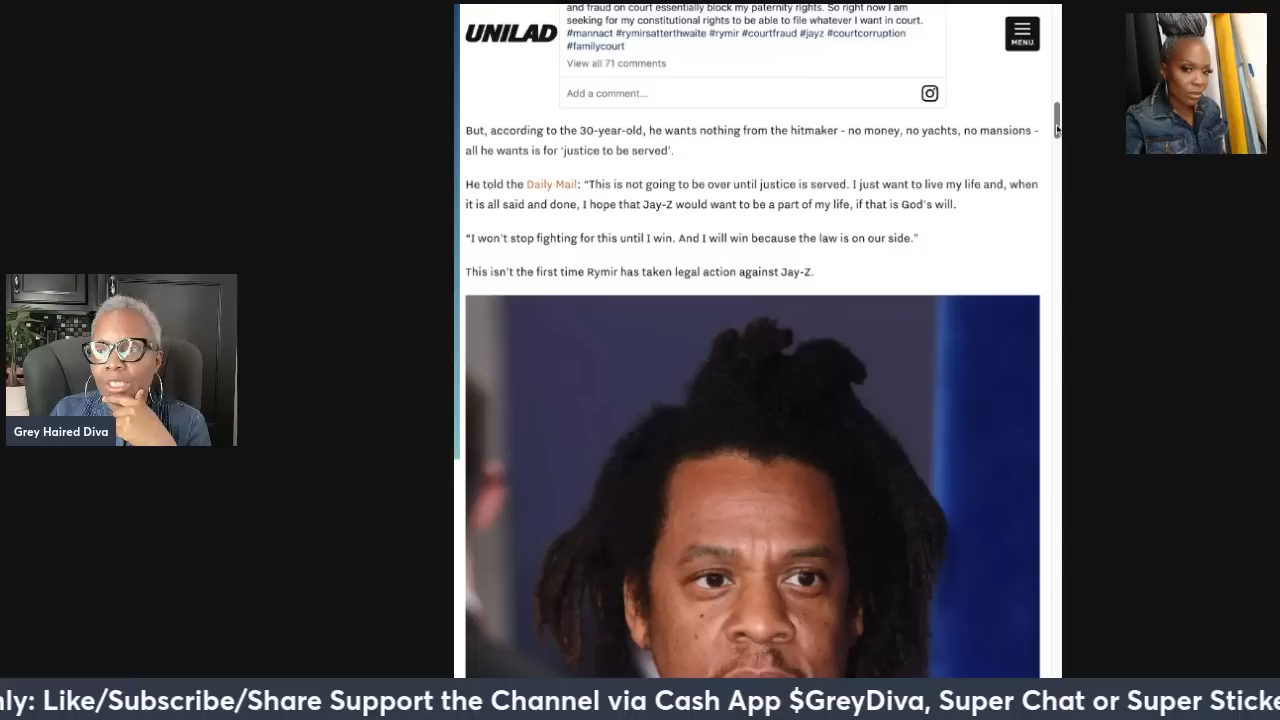 and fraud on court essentially block my paternity rights. So right now I am
seeking for my constitutional rights to be able to file whatever I want in court.
#mannact #rymirsatterthwaite #rymir #courtfraud #jayz #courtcorruption
#familycourt
UNILAD
MENU
View all 71 comments
Add a comment...
But, according to the 30-year-old, he wants nothing from the hitmaker - no money, no yachts, no mansions -
all he wants is for ‘justice to be served’.
He told the Daily Mail: “This is not going to be over until justice is served. I just want to live my life and, when
it is all said and done, I hope that Jay-Z would want to be a part of my life, if that is God’s will.
“I won’t stop fighting for this until I win. And I will win because the law is on our side.”
This isn’t the first time Rymir has taken legal action against Jay-Z.
Grey Haired Diva
Like/Subscribe/Share Support the Channel via Cash App $GreyDiva, Super Chat or Super